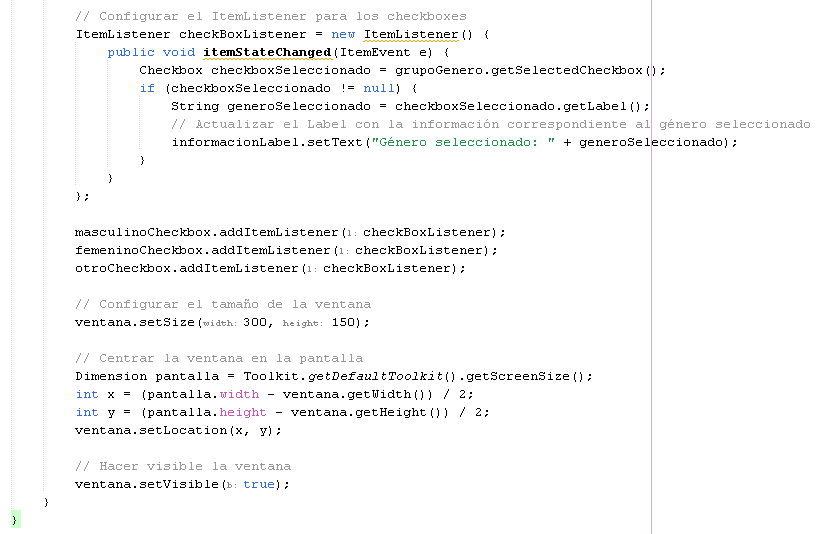 // Configurar el ItemListener para los checkboxes
ItemListener checkBoxListener = new ItemListener() {
public void itemStateChanged(ItemEvent e) {
Checkbox checkboxSeleccionado = grupoGenero.getSelectedCheckbox();
if (checkboxSeleccionado != null) {
String generoSeleccionado = checkboxSeleccionado.getLabel();
// Actualizar el Label con la información correspondiente al género seleccionado
informacionLabel.setText("Género seleccionado: " + generoSeleccionado);
}
}
};
masculinoCheckbox.addItemListener(l: checkBoxListener);
femeninoCheckbox.addItemListener(l: checkBoxListener);
otroCheckbox.addItemListener(l: checkBoxListener);
// Configurar el tamaño de la ventana
ventana.setSize(width: 300, height: 150);
// Centrar la ventana en la pantalla
Dimension pantalla = Toolkit.getDefaultToolkit().getScreenSize();
int x = (pantalla.width - ventana.getWidth()) / 2;
int y = (pantalla.height - ventana.getHeight()) / 2;
ventana.setLocation(x, y);
// Hacer visible la ventana
ventana.setVisible(b: true);
}
}